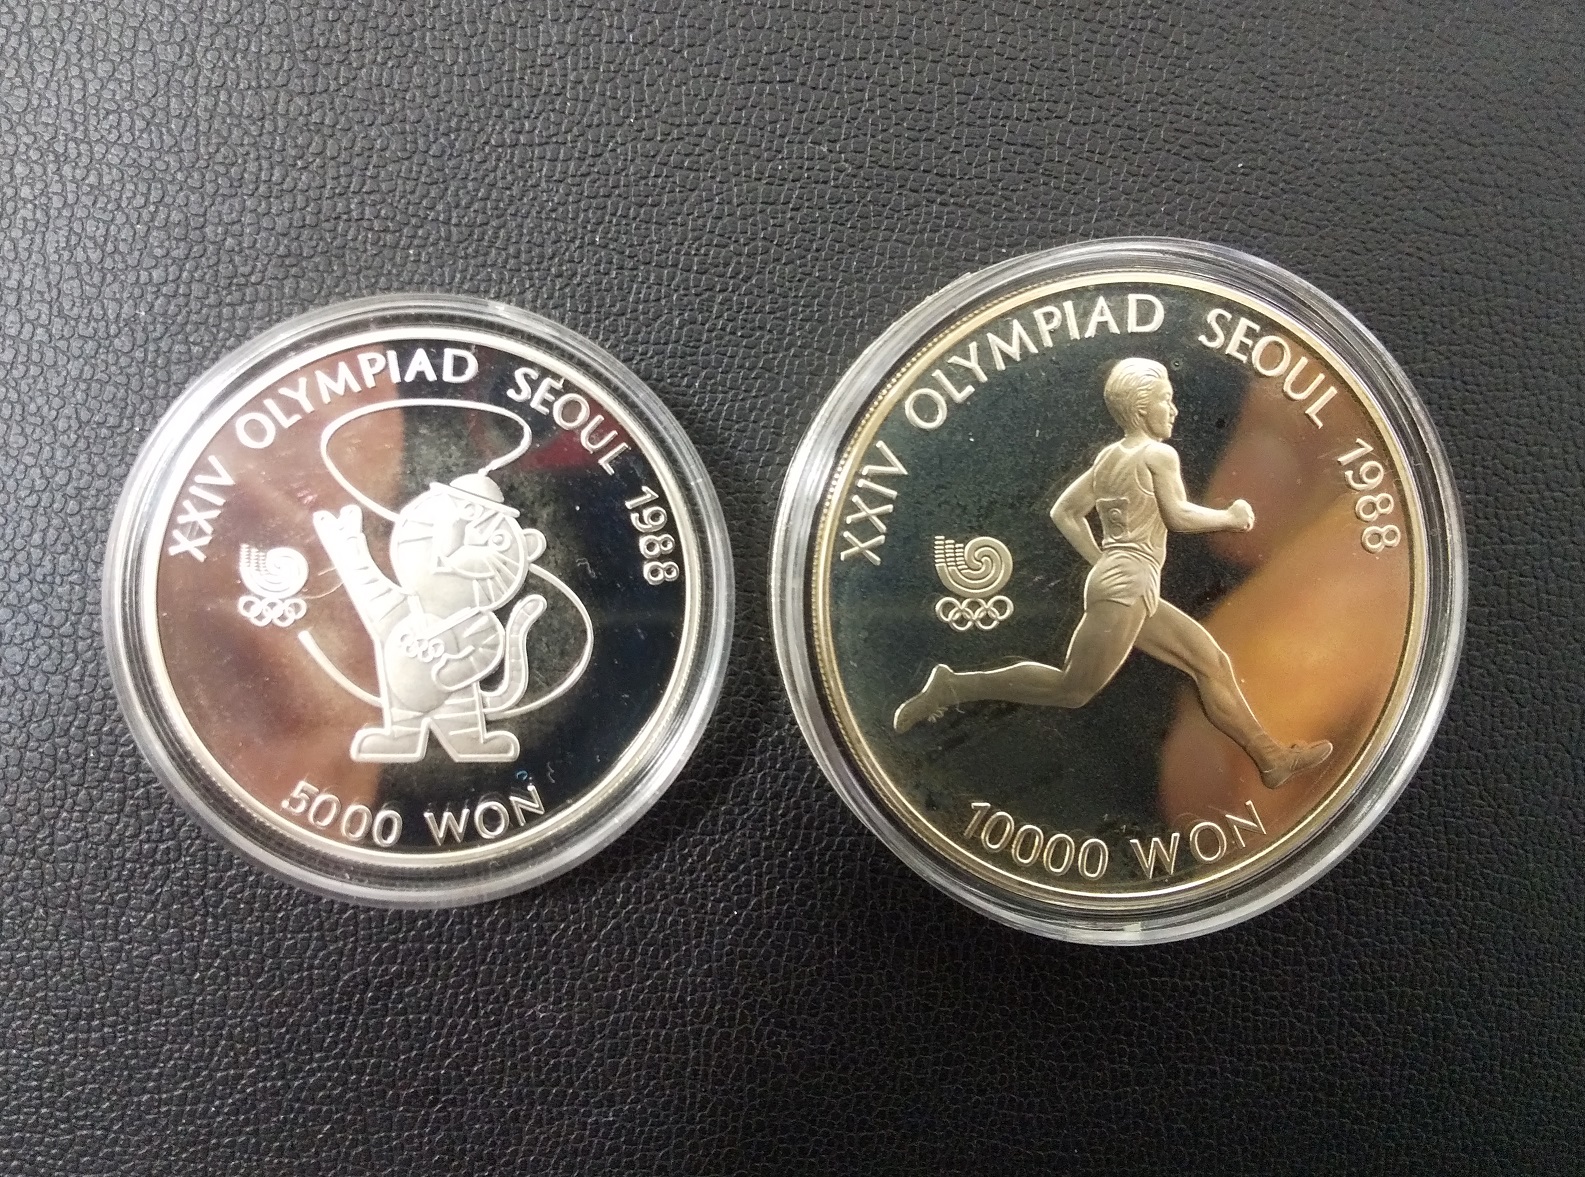 XXIV OLYMPIAD SEOUL 1988
5000 WON
XXIV OLYMPIAD SEOUL 1988
10000 WON